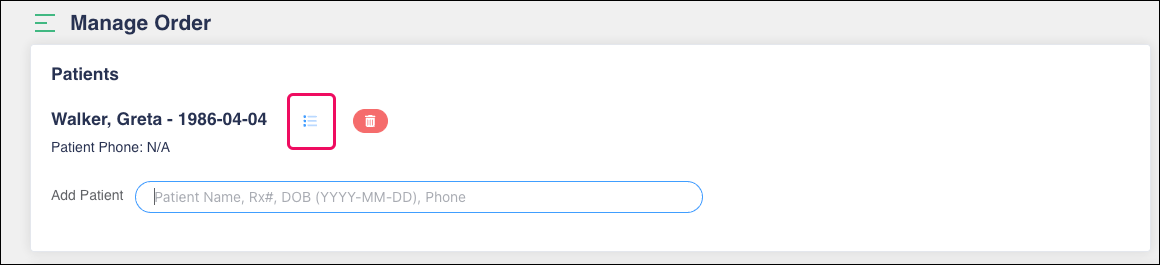 Manage Order
Patients
Walker, Greta - 1986-04-04
Patient Phone: N/A
Add Patient Patient Name, Rx#, DOB (YYYY-MM-DD), Phone